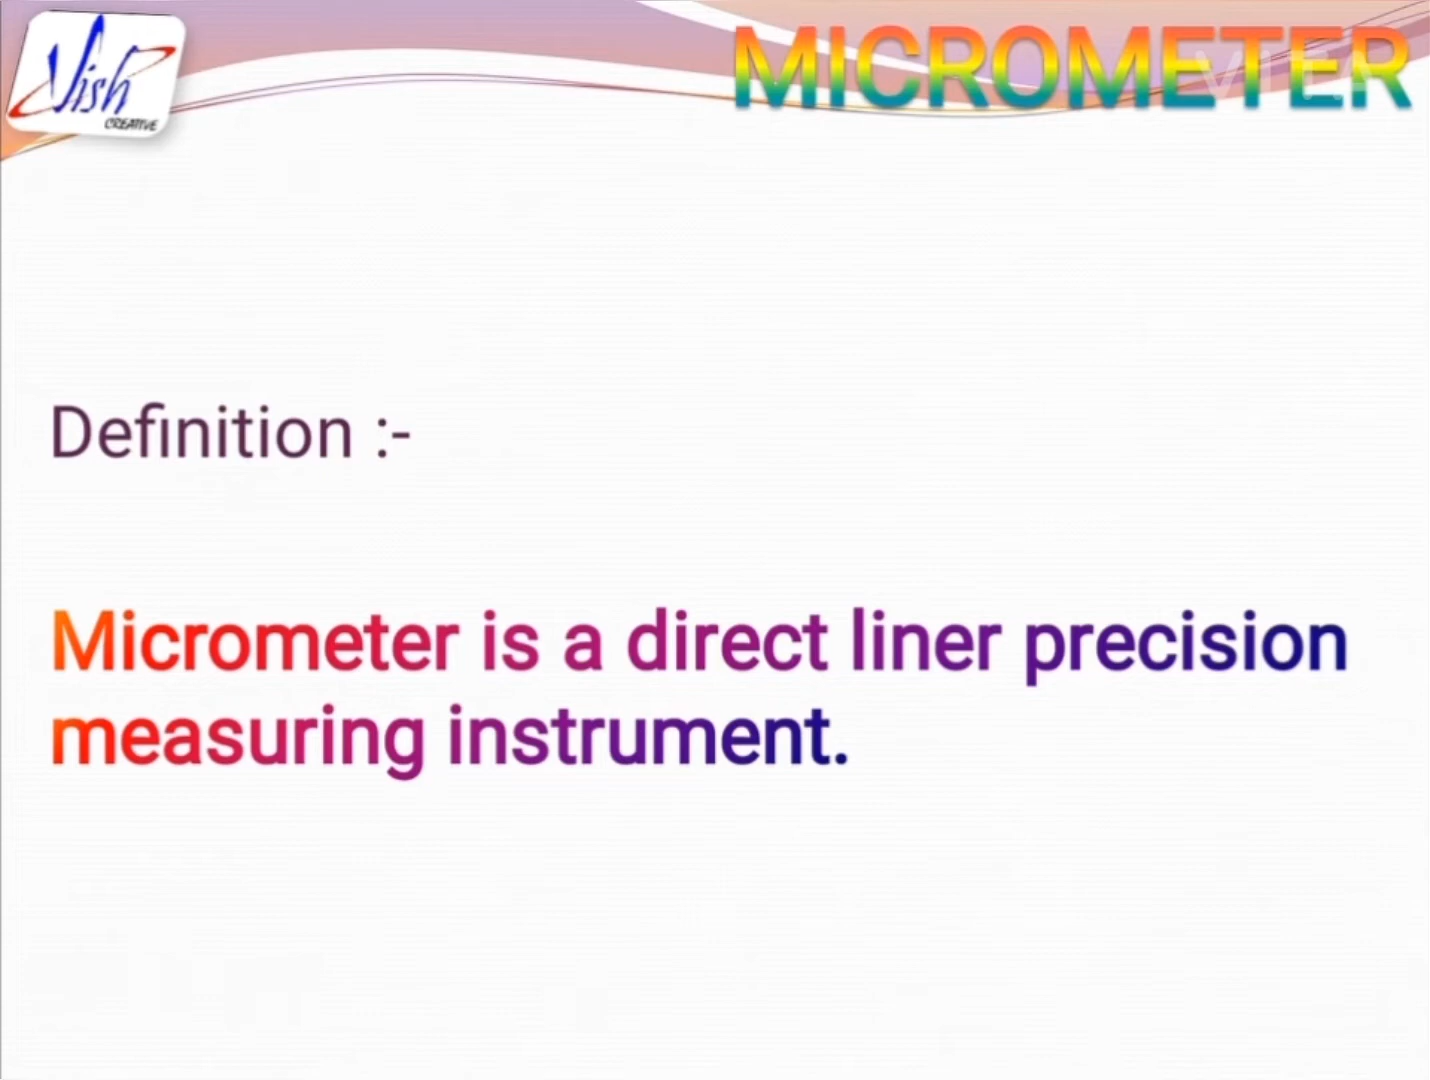 Vish
CREATIVE
MICROMETER
Definition :-
Micrometer is a direct liner precision
measuring instrument.